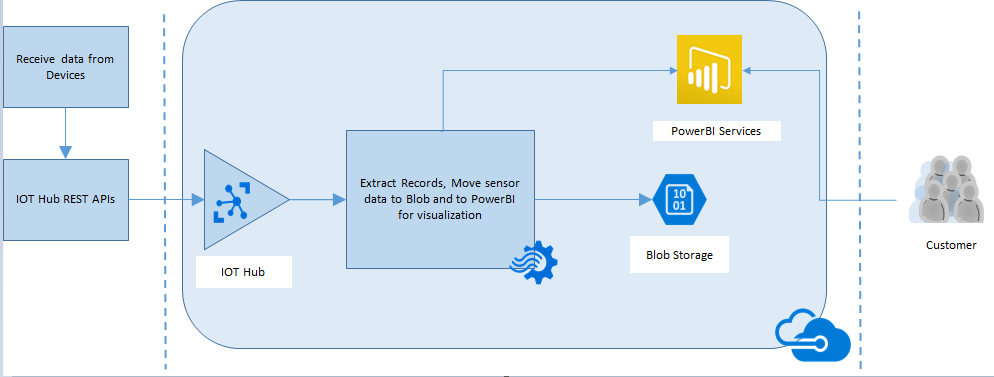 Receive data from
Devices
IOT Hub REST APIs
IOT Hub
Extract Records, Move sensor
data to Blob and to PowerBI
for visualization
PowerBI Services
10
01
Blob Storage
Customer